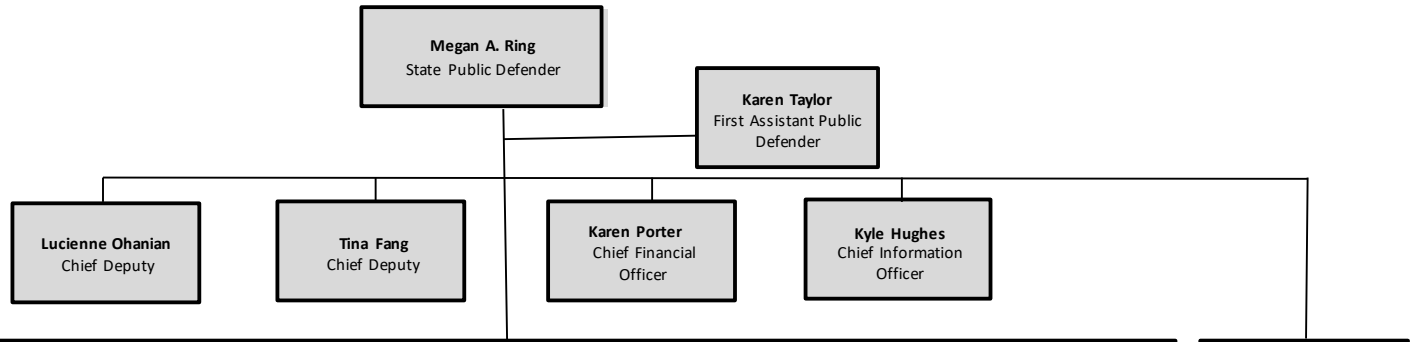 Megan A. Ring
State Public Defender
Karen Taylor
First Assistant Public
Defender
Lucienne Ohanian
Chief Deputy
Tina Fang
Chief Deputy
Karen Porter
Chief Financial
Officer
Kyle Hughes
Chief Information
Officer